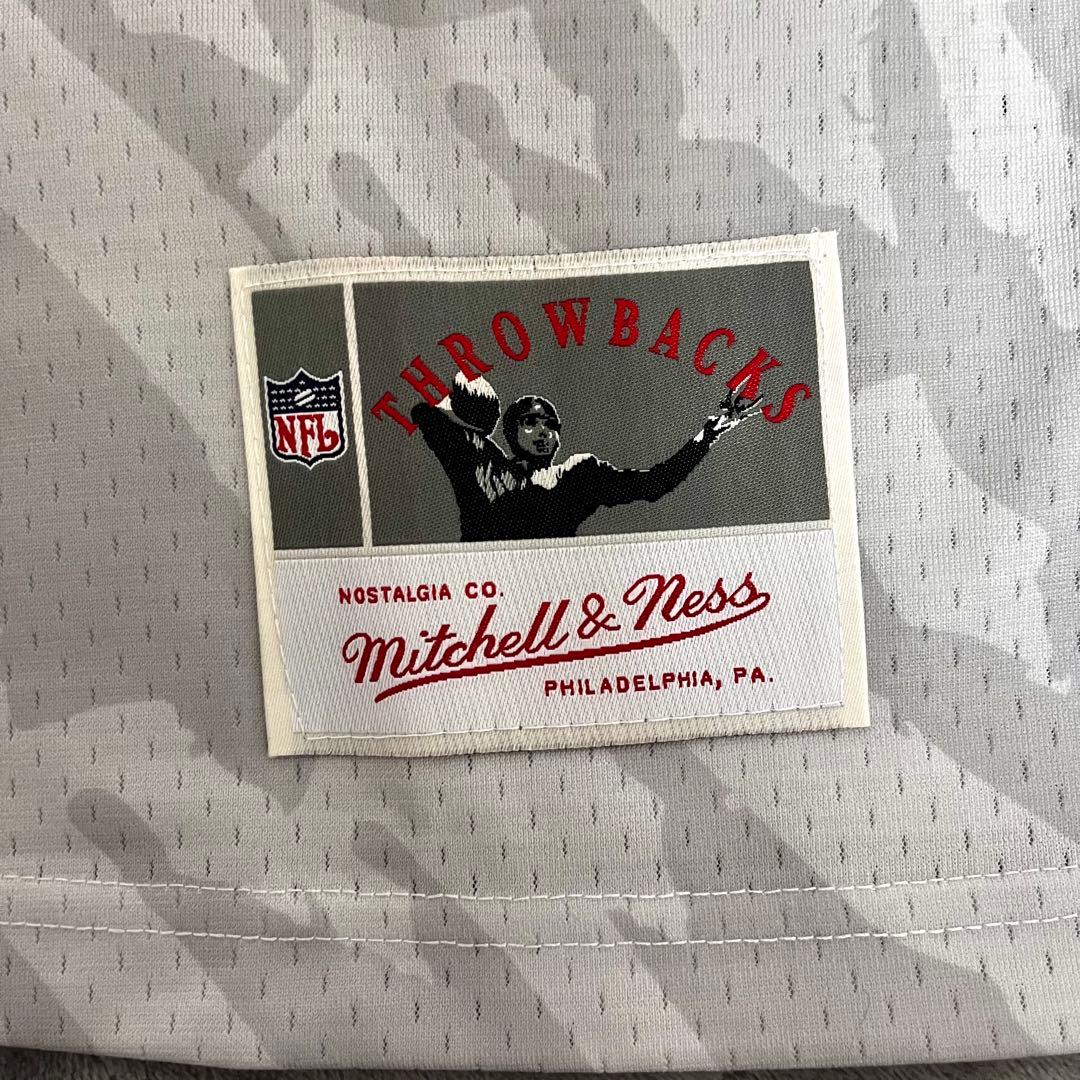 THROWBACKS
NFL
NOSTALGIA CO.
Mitchell & Ness
PHILADELPHIA, PA.